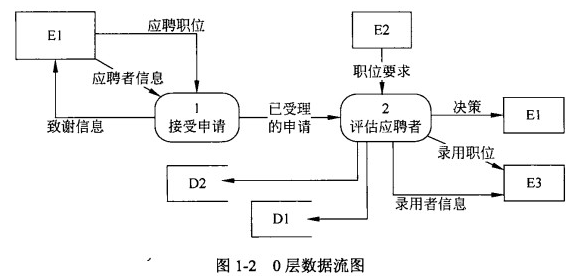 E1
应聘职位
E2
应聘者信息
职位要求
1
接受申请
已受理
的申请
2
评估应聘者
决策
E1
致谢信息
录用职位
E3
D2
录用者信息
D1
图 1-2 0 层数据流图